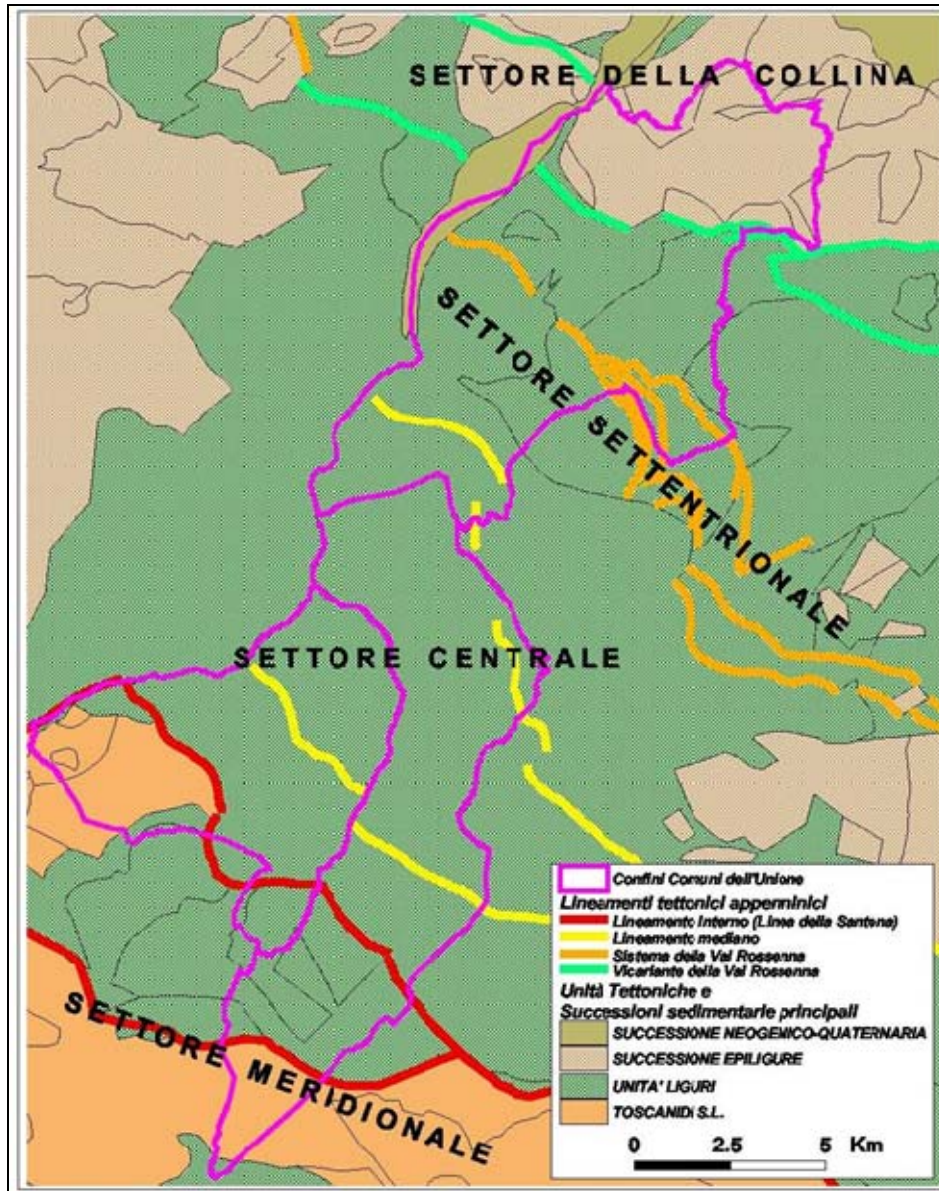 SETTORE DELLA COLLINA
SETTORE SETTENTRIONALE
SETTORE CENTRALE
SETTORE MERIDIONALE
Confini Comuni dell'Unione
Lineamenti tettonici appenninici
Lineamento interno (Linea della Santona)
Lineamento mediano
Sistema della Val Rossenna
Vicariante della Val Rossenna
Unità Tettoniche e
Successioni sedimentarie principali
SUCCESSIONE NEOGENICO-QUATERNARIA
SUCCESSIONE EPILIGURE
UNITA' LIGURI
TOSCANIDI S.L.
0 2.5 5 Km